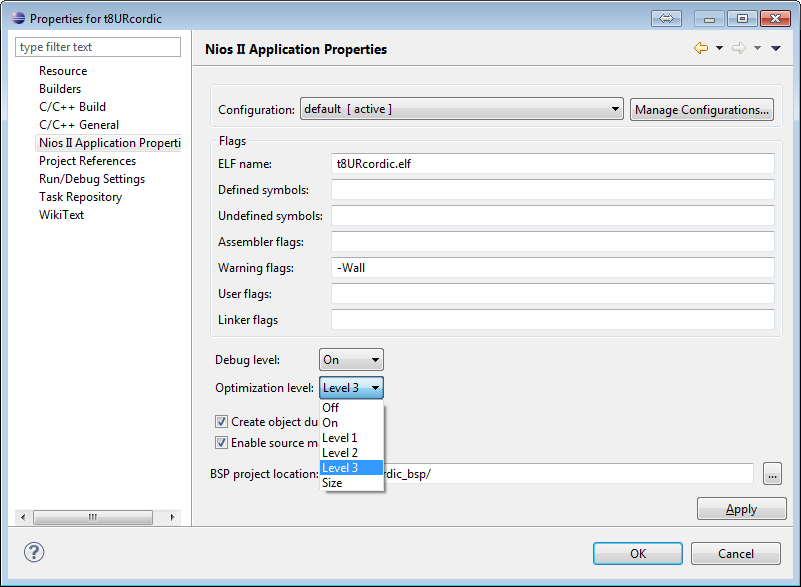 Properties for t8URcordic
type filter text
Resource
Builders
C/C++ Build
C/C++ General
Nios II Application Properti
Project References
Run/Debug Settings
Task Repository
WikiText
Nios II Application Properties
Configuration: default [ active ] Manage Configurations...
Flags
ELF name: t8URcordic.elf
Defined symbols:
Undefined symbols:
Assembler flags:
Warning flags: -Wall
User flags:
Linker flags
Debug level: On
Optimization level: Level 3
Off
On
Level 1
Level 2
Level 3
Size
Create object du
Enable source m
BSP project location: rdic_bsp/ ...
Apply
? OK Cancel